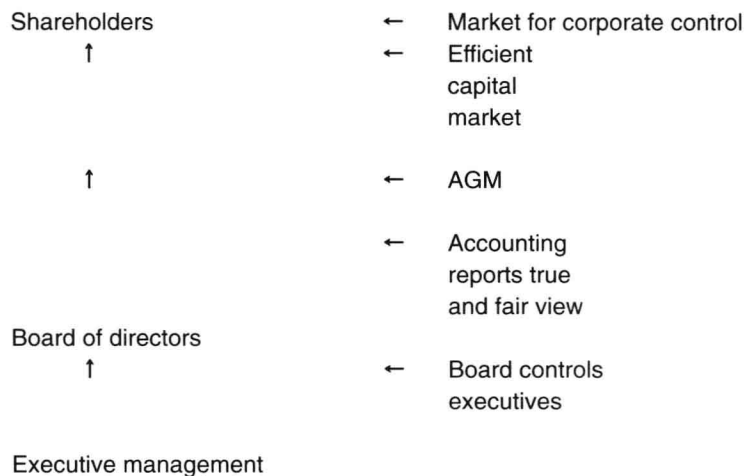 Shareholders ← Market for corporate control
↑ ← Efficient
capital
market
↑ ← AGM
← Accounting
reports true
and fair view
Board of directors
↑ ← Board controls
executives
Executive management